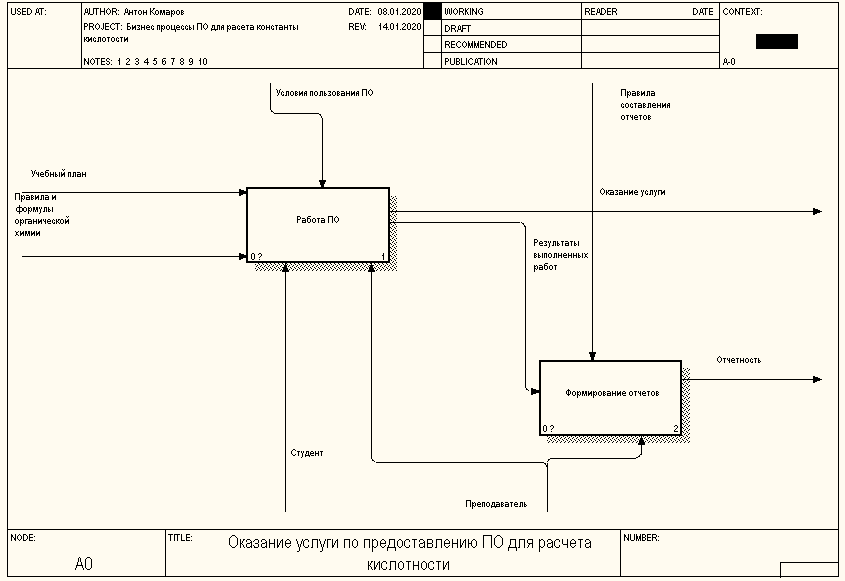 USED AT:
AUTHOR: Антон Комаров
DATE: 08.01.2020
PROJECT: Бизнес процессы ПО для расета константы
кислотости
REV: 14.01.2020
NOTES: 1 2 3 4 5 6 7 8 9 10
WORKING
DRAFT
RECOMMENDED
PUBLICATION
READER
DATE
CONTEXT:
A-0
Условия пользования ПО
Правила
составления
отчетов
Учебный план
Правила и
формулы
органической
химии
Работа ПО
0 ?
1
Оказание услуги
Результаты
выполненных
работ
Отчетность
Формирование отчетов
0 ?
2
Студент
Преподаватель
NODE:
A0
TITLE:
Оказание услуги по предоставлению ПО для расчета
кислотности
NUMBER: